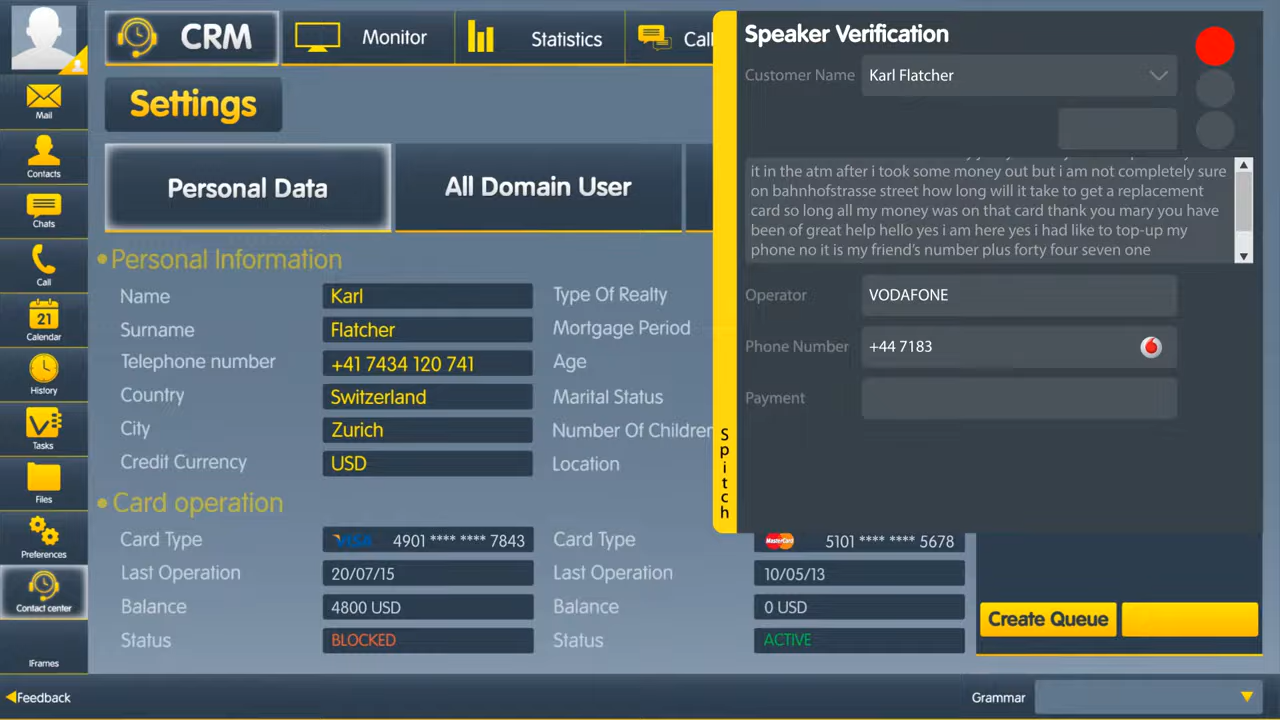 CRM
Monitor
Statistics
Call
Settings
Personal Data
All Domain User
Mail
Contacts
Chats
Call
21
Calendar
History
Tasks
Files
Preferences
Contact center
IFrames
Feedback
• Personal Information
Name Karl Type Of Realty
Surname Flatcher Mortgage Period
Telephone number +41 7434 120 741 Age
Country Switzerland Marital Status
City Zurich Number Of Children
Credit Currency USD Location
• Card operation
Card Type VISA 4901 **** **** 7843 Card Type MasterCard 5101 **** **** 5678
Last Operation 20/07/15 Last Operation 10/05/13
Balance 4800 USD Balance 0 USD
Status BLOCKED Status ACTIVE
Spitch
Speaker Verification
Customer Name Karl Flatcher
it in the atm after i took some money out but i am not completely sure
on bahnhofstrasse street how long will it take to get a replacement
card so long all my money was on that card thank you mary you have
been of great help hello yes i am here yes i had like to top-up my
phone no it is my friend's number plus forty four seven one
Operator VODAFONE
Phone Number +44 7183
Payment
Create Queue
Grammar